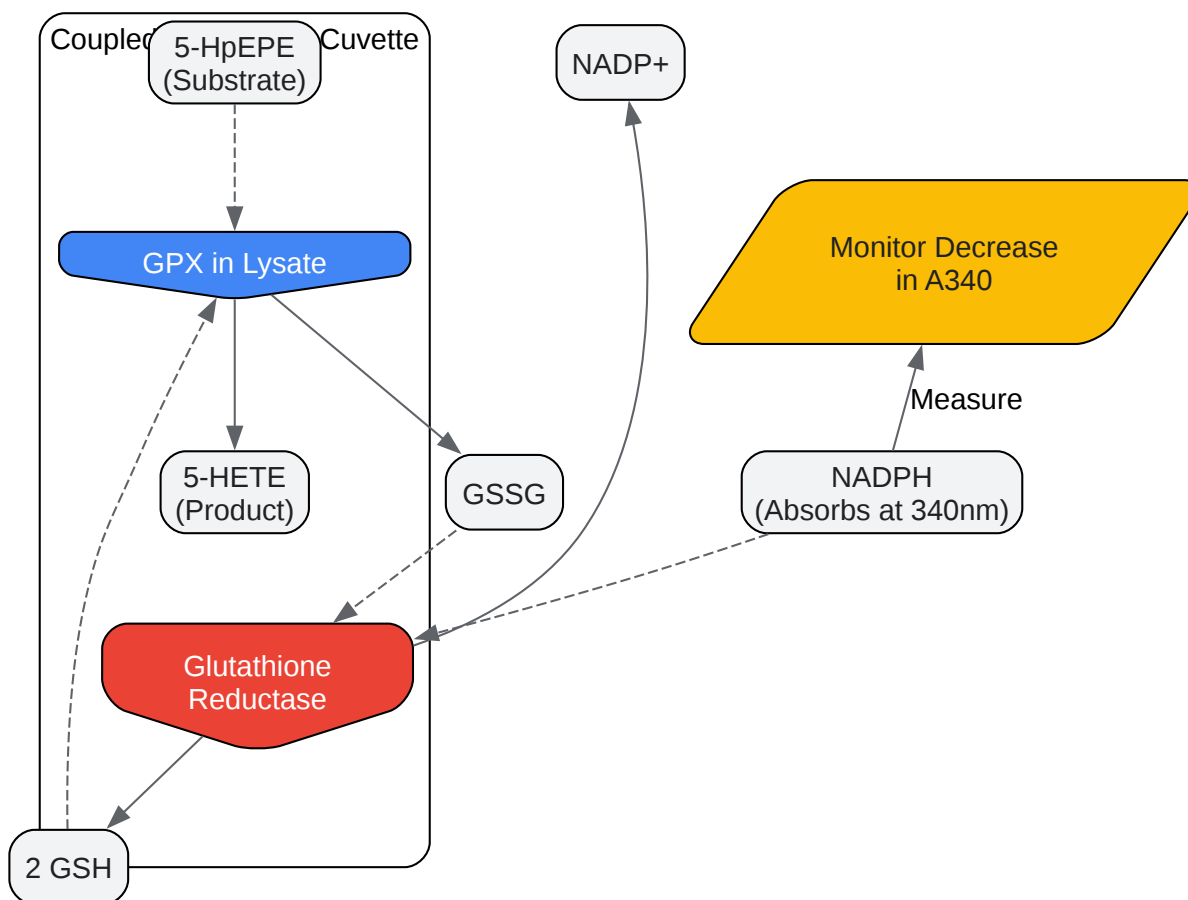 Coupled
Cuvette
5-HpEPE
(Substrate)
NADP+
GPX in Lysate
Monitor Decrease
in A340
Measure
5-HETE
(Product)
GSSG
NADPH
(Absorbs at 340nm)
Glutathione
Reductase
2 GSH